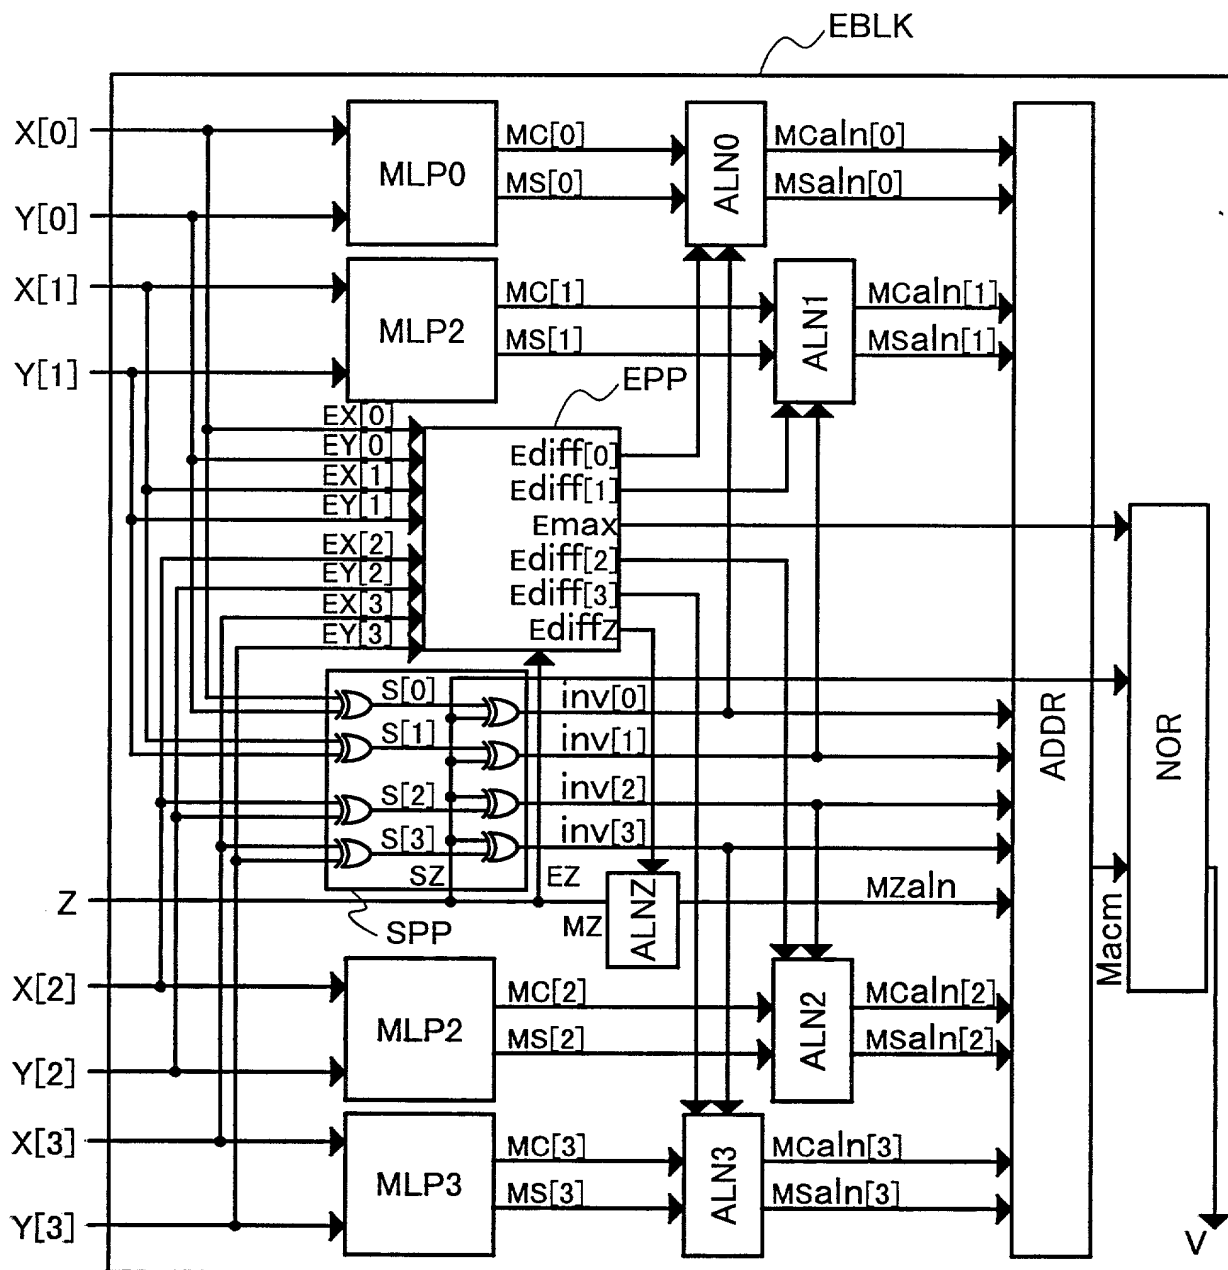 EBLK
X[0]
MLP0
MC[0]
ALN0
MCaln[0]
MS[0]
MSaln[0]
Y[0]
X[1]
MLP2
MC[1]
ALN1
MCaln[1]
MS[1]
MSaln[1]
Y[1]
EPP
EX[0]
EY[0]
EX[1]
EY[1]
EX[2]
EY[2]
EX[3]
EY[3]
Ediff[0]
Ediff[1]
Emax
Ediff[2]
Ediff[3]
EdiffZ
S[0]
inv[0]
S[1]
inv[1]
S[2]
inv[2]
S[3]
inv[3]
ADDR
NOR
SZ
EZ
Z
MZ
ALNZ
MZaln
SPP
Macm
X[2]
MLP2
MC[2]
ALN2
MCaln[2]
MS[2]
MSaln[2]
Y[2]
X[3]
MLP3
MC[3]
ALN3
MCaln[3]
MS[3]
MSaln[3]
Y[3]
V